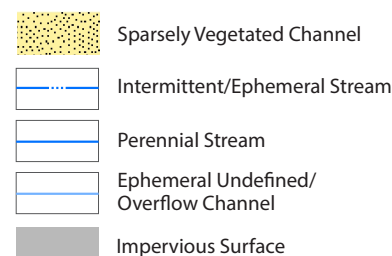 Sparsely Vegetated Channel
Intermittent/Ephemeral Stream
Perennial Stream
Ephemeral Undefined/
Overflow Channel
Impervious Surface